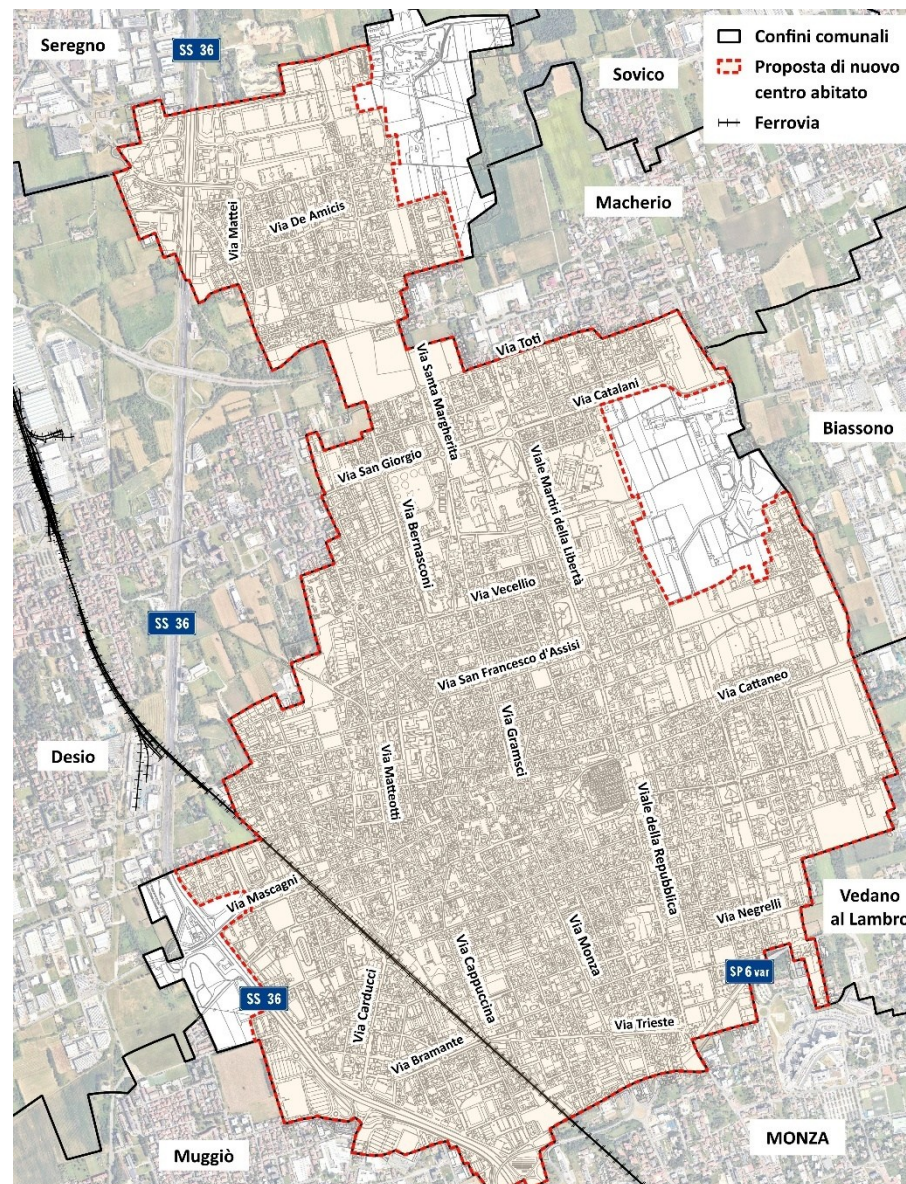 Seregno
SS 36
Sovico
Confini comunali
Proposta di nuovo
centro abitato
Ferrovia
Macherio
Via Mattei
Via De Amicis
Via Toti
Via Santa Margherita
Via Catalani
Biassono
Via San Giorgio
Via Bernasconi
Viale Martiri della Libertà
Via Vecellio
SS 36
Via San Francesco d'Assisi
Via Cattaneo
Desio
Via Matteotti
Via Gramsci
Viale della Repubblica
Via Mascagni
Vedano
al Lambro
Via Negrelli
Via Monza
Via Cappuccina
SP 6 var
SS 36
Via Carducci
Via Trieste
Via Bramante
Muggiò
MONZA